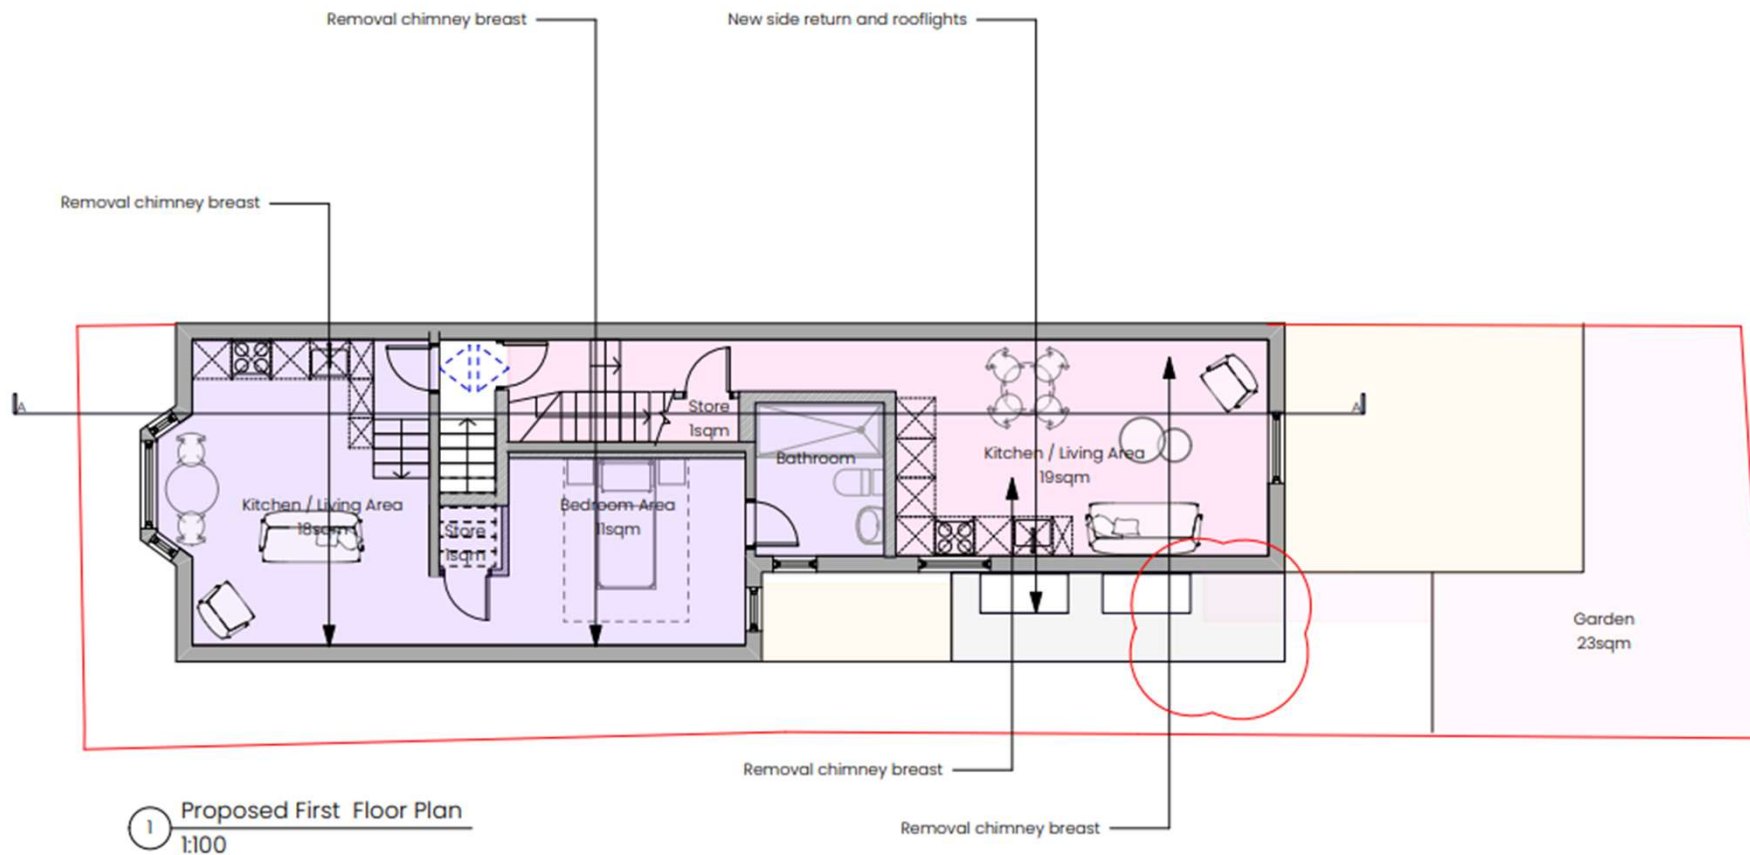 Removal chimney breast
New side return and rooflights
Removal chimney breast
A
A
Store
1sqm
Bathroom
Kitchen / Living Area
19sqm
Kitchen / Living Area
18sqm
Bedroom Area
11sqm
Store
1sqm
Garden
23sqm
Removal chimney breast
Removal chimney breast
1
Proposed First Floor Plan
1:100